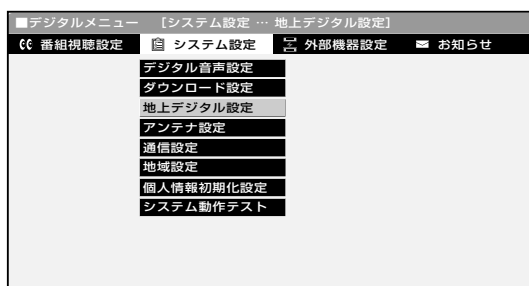 ■デジタルメニュー [システム設定 … 地上デジタル設定]
番組視聴設定 システム設定 外部機器設定 お知らせ
デジタル音声設定
ダウンロード設定
地上デジタル設定
アンテナ設定
通信設定
地域設定
個人情報初期化設定
システム動作テスト